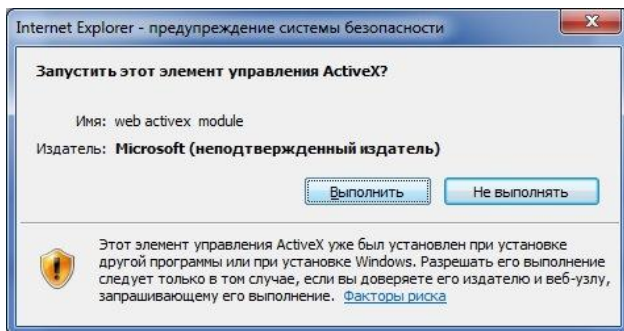 Internet Explorer - предупреждение системы безопасности
Запустить этот элемент управления ActiveX?
Имя: web activex module
Издатель: Microsoft (неподтвержденный издатель)
Выполнить Не выполнять
Этот элемент управления ActiveX уже был установлен при установке
другой программы или при установке Windows. Разрешать его выполнение
следует только в том случае, если вы доверяете его издателю и веб-узлу,
запрашивающему его выполнение. Факторы риска